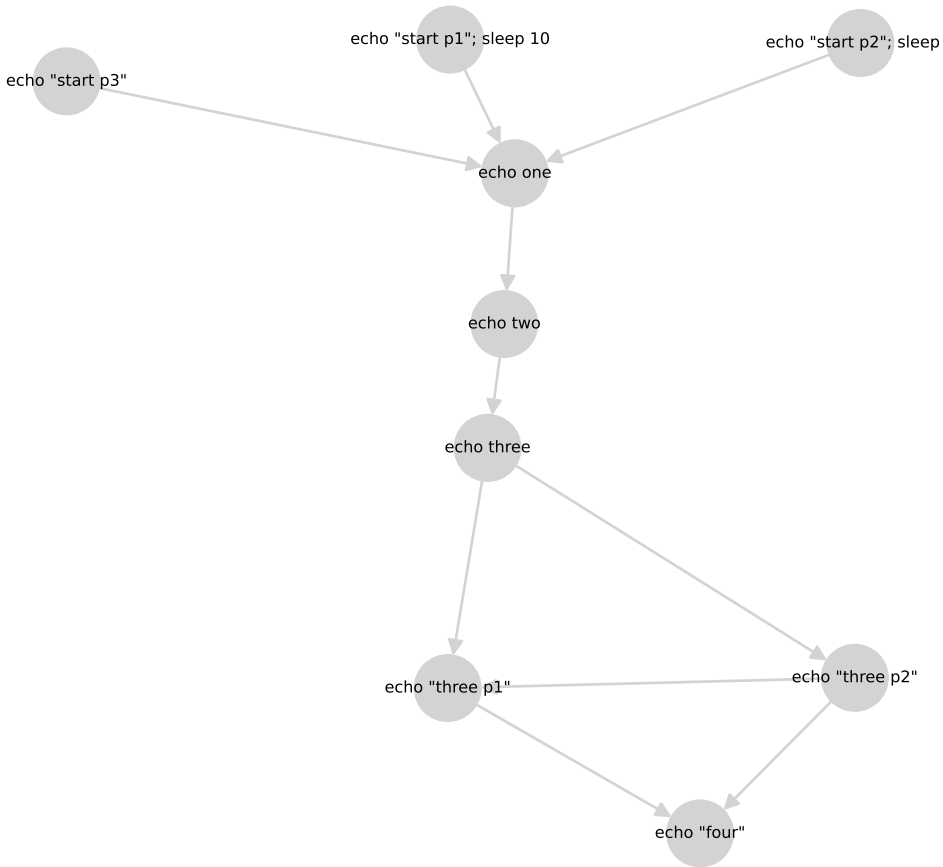 echo "start p1"; sleep 10
echo "start p2"; sleep
echo "start p3"
echo one
echo two
echo three
echo "three p1"
echo "three p2"
echo "four"